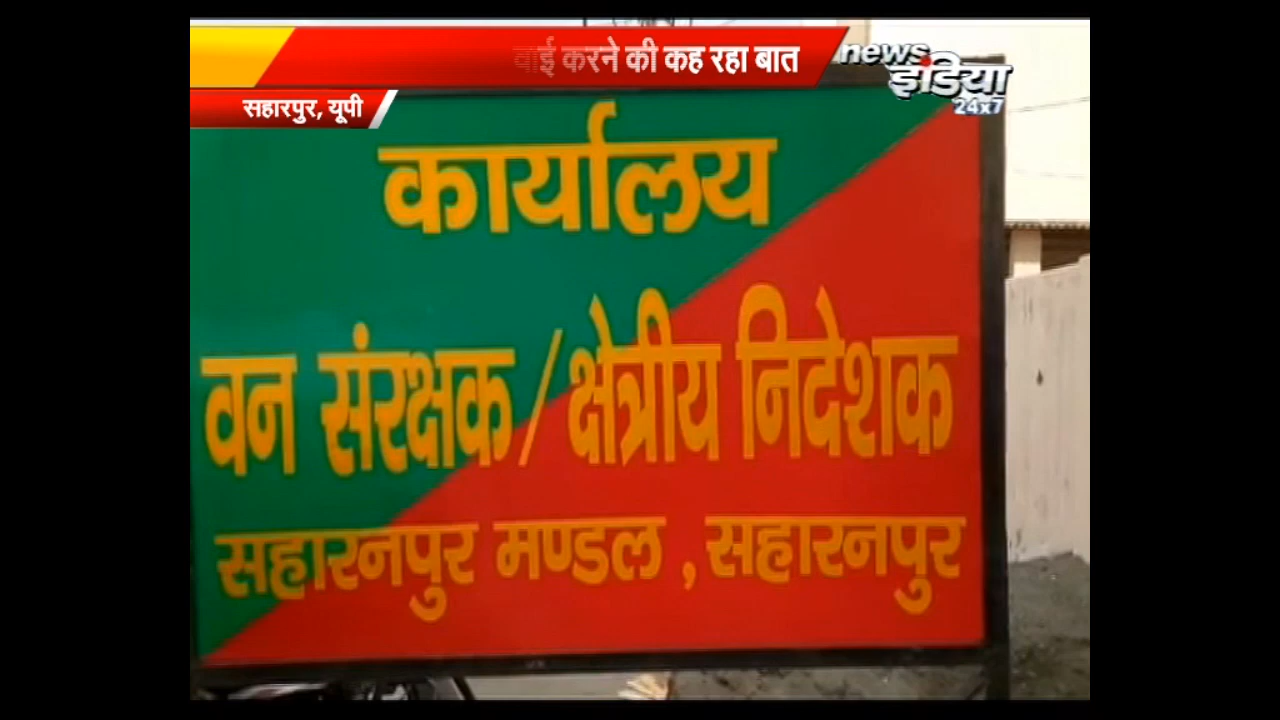 करने की कह रहा बात
news
इंडिया
24x7
सहारपुर, यूपी
कार्यालय
वन संरक्षक / क्षेत्रीय निदेशक
सहारनपुर मण्डल , सहारनपुर